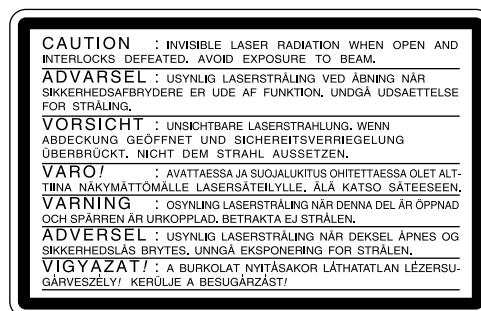 CAUTION : INVISIBLE LASER RADIATION WHEN OPEN AND
INTERLOCKS DEFEATED. AVOID EXPOSURE TO BEAM.
ADVARSEL : USYNLIG LASERSTRÅLING VED ÅBNING NÅR
SIKKERHEDSAFBRYDERE ER UDE AF FUNKTION. UNDGÅ UDSAETTELSE
FOR STRÅLING.
VORSICHT : UNSICHTBARE LASERSTRAHLUNG. WENN
ABDECKUNG GEÖFFNET UND SICHEREITSVERRIEGELUNG
ÜBERBRÜCKT. NICHT DEM STRAHL AUSSETZEN.
VARO! : AVATTAESSA JA SUOJALUKITUS OHITETTAESSA OLET ALT-
TIINA NÄKYMÄTTÖMÄLLE LASERSÄTEILYLLE. ÄLÄ KATSO SÄTEESEEN.
VARNING : OSYNLING LASERSTRÅLNING NÄR DENNA DEL ÄR ÖPPNAD
OCH SPÄRREN ÄR URKOPPLAD. BETRAKTA EJ STRÅLEN.
ADVERSEL : USYNLIG LASERSTRÅLING NÅR DEKSEL ÅPNES OG
SIKKERHEDSLÅS BRYTES. UNNGÅ EKSPONERING FOR STRÅLEN.
VIGYAZAT! : A BURKOLAT NYITÁSAKOR LÁTHATATLAN LÉZERSU-
GÁRVESZÉLY! KERÜLJE A BESUGÁRZÁST!